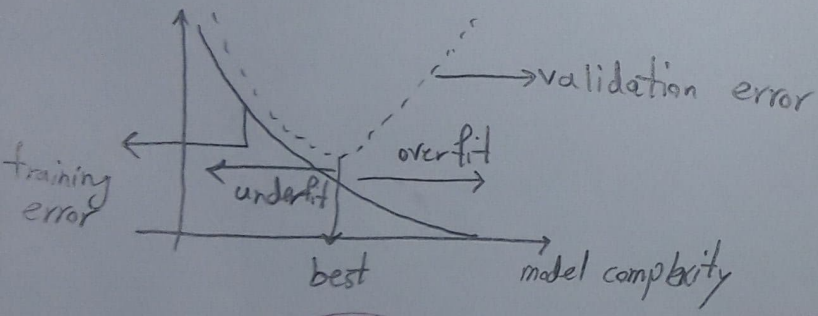 validation error
overfit
training
error
underfit
best
model complexity